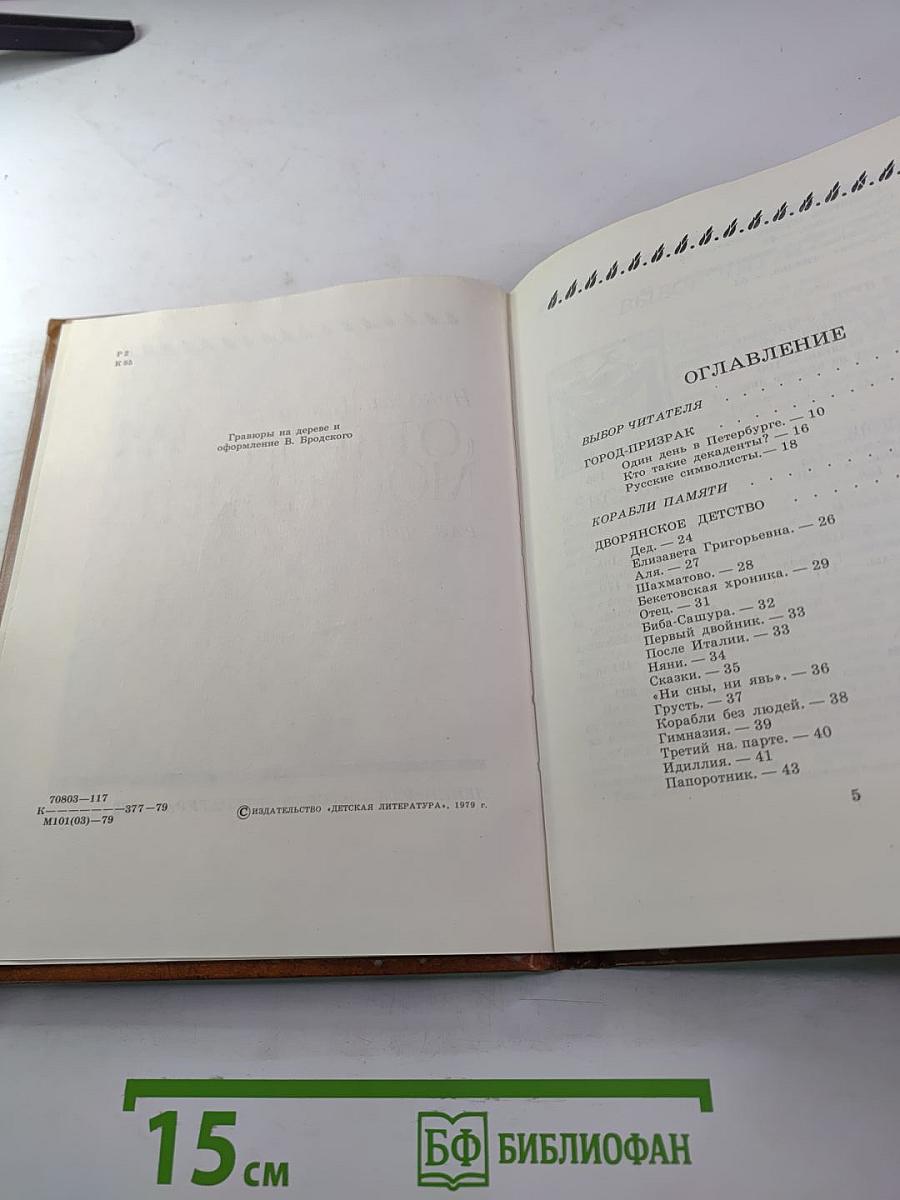 Р 2
К 85
Гравюры на дереве и
оформление В. Бродского
70803—117
К———————377—79
М101(03)—79
© ИЗДАТЕЛЬСТВО «ДЕТСКАЯ ЛИТЕРАТУРА», 1979 г.
ОГЛАВЛЕНИЕ
ВЫБОР ЧИТАТЕЛЯ . . . . . . . .
ГОРОД-ПРИЗРАК . . . . . . . .
Один день в Петербурге. — 10
Кто такие декаденты? — 16
Русские символисты.— 18
КОРАБЛИ ПАМЯТИ . . . . . . .
ДВОРЯНСКОЕ ДЕТСТВО . . . . .
Дед. — 24
Елизавета Григорьевна. — 26
Аля. — 27
Шахматово. — 28
Бекетовская хроника. — 29
Отец. — 31
Биба-Сашура. — 32
Первый двойник. — 33
После Италии. — 33
Няни. — 34
Сказки. — 35
«Ни сны, ни явь». — 36
Грусть. — 37
Корабли без людей. — 38
Гимназия. — 39
Третий на парте. — 40
Идиллия. — 41
Папоротник. — 43
5
15 см
БФ БИБЛИОФАН